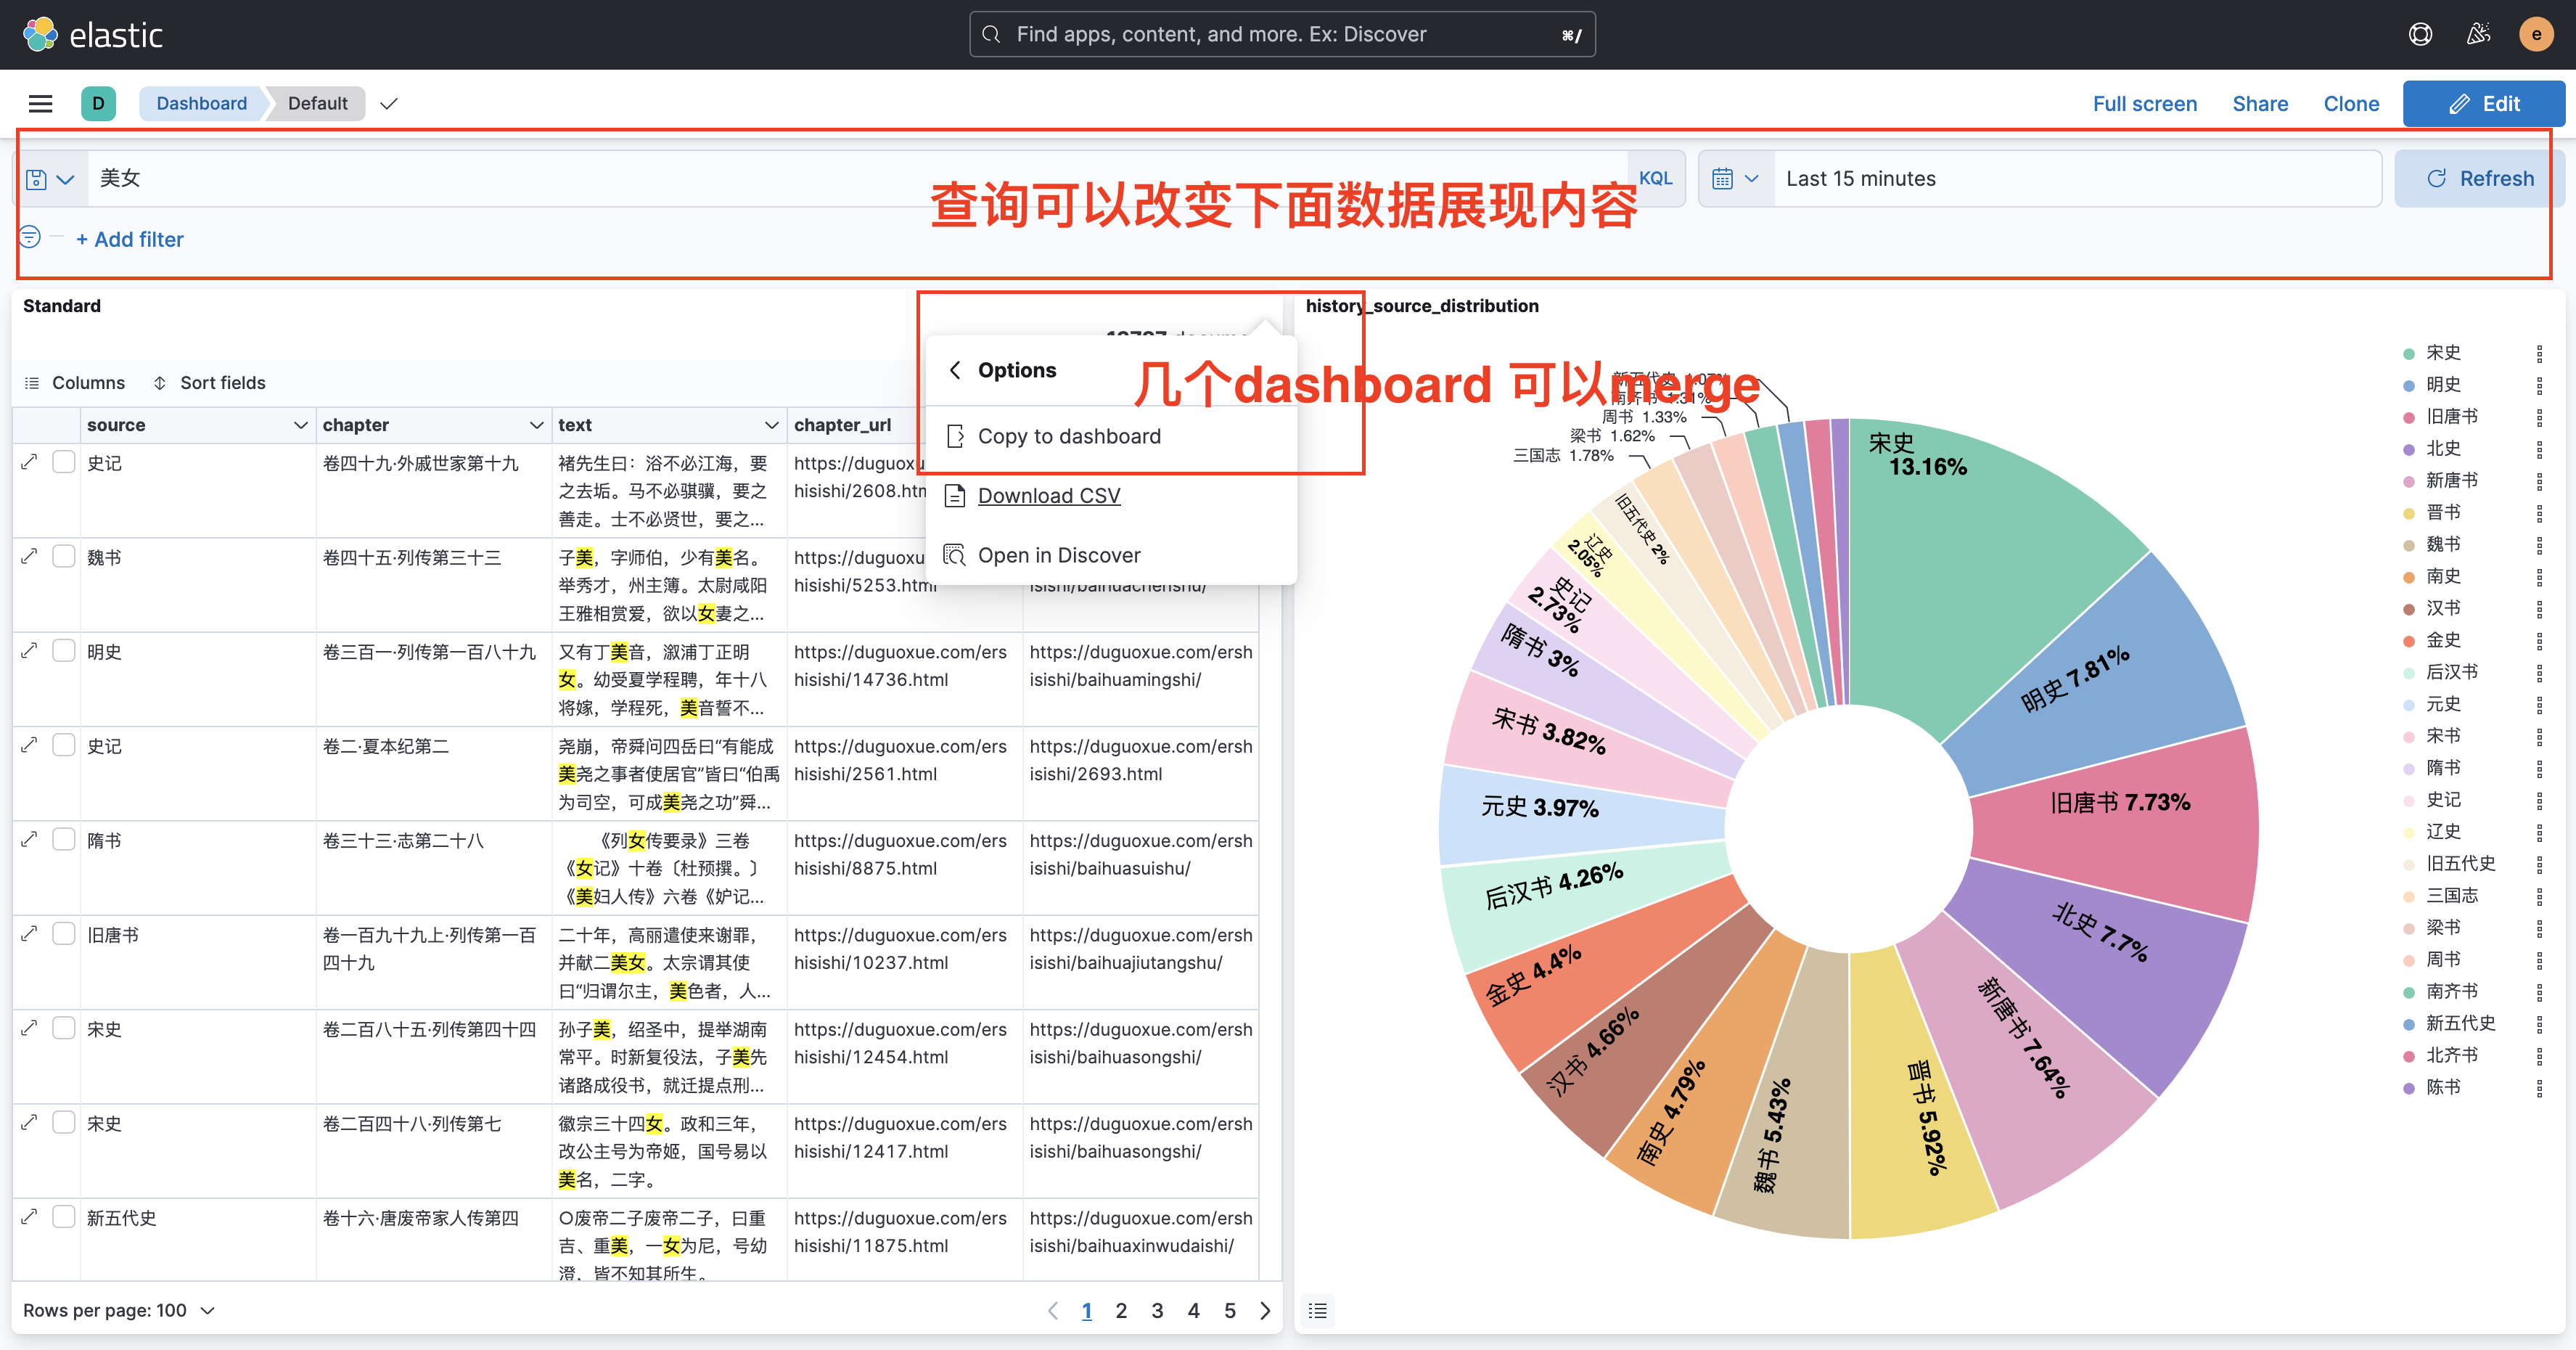 elastic
Find apps, content, and more. Ex: Discover
⌘/
e
D
Dashboard
Default
Full screen
Share
Clone
Edit
美女
KQL
Last 15 minutes
Refresh
查询可以改变下面数据展现内容
+ Add filter
Standard
Columns
Sort fields
source
chapter
text
chapter_url
史记
卷四十九·外戚世家第十九
褚先生曰：浴不必江海，要
之去垢。马不必骐骥，要之
善走。士不必贤世，要之...
https://duguoxu
hisishi/2608.htm
魏书
卷四十五·列传第三十三
子美，字师伯，少有美名。
举秀才，州主簿。太尉咸阳
王雅相赏爱，欲以女妻之...
https://duguoxu
hisishi/5253.html
isishi/baihuachenshu/
明史
卷三百一·列传第一百八十九
又有丁美音，溆浦丁正明
女。幼受夏学程聘，年十八
将嫁，学程死，美音誓不...
https://duguoxue.com/ers
hisishi/14736.html
https://duguoxue.com/ersh
isishi/baihuamingshi/
史记
卷二·夏本纪第二
尧崩，帝舜问四岳曰“有能成
美尧之事者使居官”皆曰“伯禹
为司空，可成美尧之功”舜...
https://duguoxue.com/ers
hisishi/2561.html
https://duguoxue.com/ersh
isishi/2693.html
隋书
卷三十三·志第二十八
《列女传要录》三卷
《女记》十卷〔杜预撰。〕
《美妇人传》六卷《妒记...
https://duguoxue.com/ers
hisishi/8875.html
https://duguoxue.com/ersh
isishi/baihuasuishu/
旧唐书
卷一百九十九上·列传第一百
四十九
二十年，高丽遣使来谢罪，
并献二美女。太宗谓其使
曰“归谓尔主，美色者，人...
https://duguoxue.com/ers
hisishi/10237.html
https://duguoxue.com/ersh
isishi/baihuajiutangshu/
宋史
卷二百八十五·列传第四十四
孙子美，绍圣中，提举湖南
常平。时新复役法，子美先
诸路成役书，就迁提点刑...
https://duguoxue.com/ers
hisishi/12454.html
https://duguoxue.com/ersh
isishi/baihuasongshi/
宋史
卷二百四十八·列传第七
徽宗三十四女。政和三年，
改公主号为帝姬，国号易以
美名，二字。
https://duguoxue.com/ers
hisishi/12417.html
https://duguoxue.com/ersh
isishi/baihuasongshi/
新五代史
卷十六·唐废帝家人传第四
○废帝二子废帝二子，曰重
吉、重美，一女为尼，号幼
澄，皆不知其所生。
https://duguoxue.com/ers
hisishi/11875.html
https://duguoxue.com/ersh
isishi/baihuaxinwudaishi/
Rows per page: 100
1
2
3
4
5
Options
Copy to dashboard
Download CSV
Open in Discover
几个dashboard 可以merge
history_source_distribution
新五代史 1.07%
南齐书 1.31%
周书 1.33%
梁书 1.62%
三国志 1.78%
旧五代史 2%
辽史
2.05%
史记
2.73%
隋书 3%
宋书 3.82%
元史 3.97%
后汉书 4.26%
金史 4.4%
汉书 4.66%
南史 4.79%
魏书 5.43%
晋书 5.92%
新唐书 7.64%
北史 7.7%
旧唐书 7.73%
明史 7.81%
宋史
13.16%
宋史
明史
旧唐书
北史
新唐书
晋书
魏书
南史
汉书
金史
后汉书
元史
宋书
隋书
史记
辽史
旧五代史
三国志
梁书
周书
南齐书
新五代史
北齐书
陈书